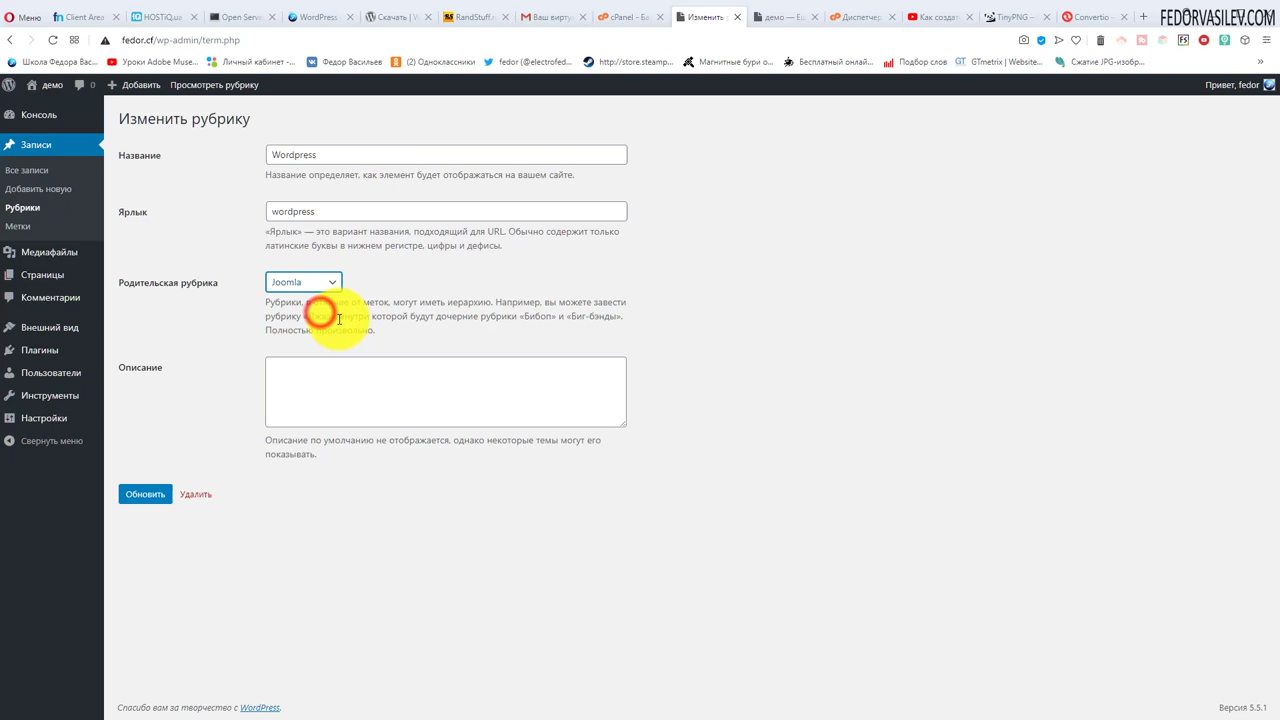 Меню
Client Area
HOSTiQ.ua
Open Serve
WordPress
Скачать | W
RandStuff.r
Ваш вирту
cPanel - Ба
Изменить р
демо — Eu
Диспетчер
Как создат
TinyPNG –
Convertio –
FEDORVASILEV.COM
fedor.cf/wp-admin/term.php
Школа Федора Вас...
Уроки Adobe Muse...
Личный кабинет -...
Федор Васильев
(2) Одноклассники
fedor (@electrofed...
http://store.steamp...
Магнитные бури о...
Бесплатный онлай...
Подбор слов
GTmetrix | Website...
Сжатие JPG-изобр...
демо
0
Добавить
Просмотреть рубрику
Привет, fedor
Консоль
Записи
Все записи
Добавить новую
Рубрики
Метки
Медиафайлы
Страницы
Комментарии
Внешний вид
Плагины
Пользователи
Инструменты
Настройки
Свернуть меню
Изменить рубрику
Название
Wordpress
Название определяет, как элемент будет отображаться на вашем сайте.
Ярлык
wordpress
«Ярлык» — это вариант названия, подходящий для URL. Обычно содержит только
латинские буквы в нижнем регистре, цифры и дефисы.
Родительская рубрика
Joomla
Рубрики, в отличие от меток, могут иметь иерархию. Например, вы можете завести
рубрику «Джаз», внутри которой будут дочерние рубрики «Бибоп» и «Биг-бэнды».
Полностью произвольно.
Описание
Описание по умолчанию не отображается, однако некоторые темы могут его
показывать.
Обновить
Удалить
Спасибо вам за творчество с WordPress.
Версия 5.5.1